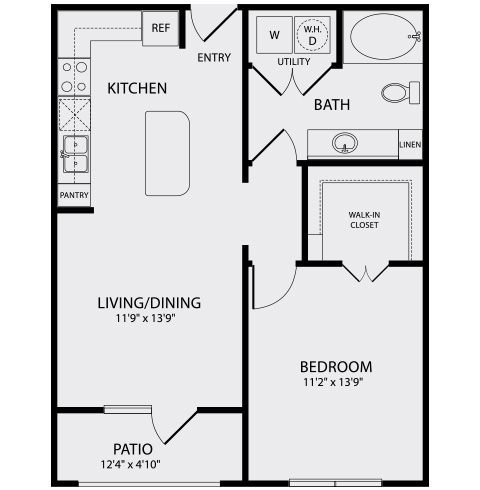 REF
ENTRY
KITCHEN
PANTRY
W
W.H.
D
UTILITY
BATH
LINEN
WALK-IN
CLOSET
LIVING/DINING
11'9" x 13'9"
BEDROOM
11'2" x 13'9"
PATIO
12'4" x 4'10"